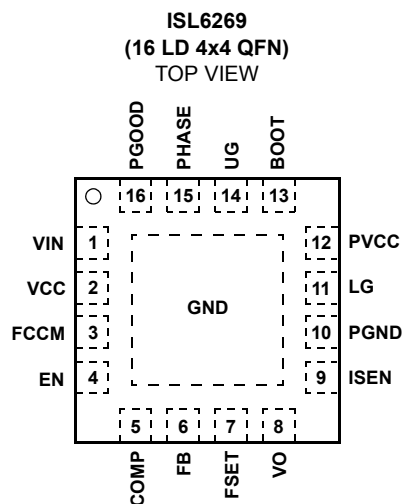 ISL6269
(16 LD 4x4 QFN)
TOP VIEW
PGOOD
PHASE
UG
BOOT
16 15 14 13
VIN 1
VCC 2
FCCM 3
EN 4
GND
12 PVCC
11 LG
10 PGND
9 ISEN
5 6 7 8
COMP
FB
FSET
VO